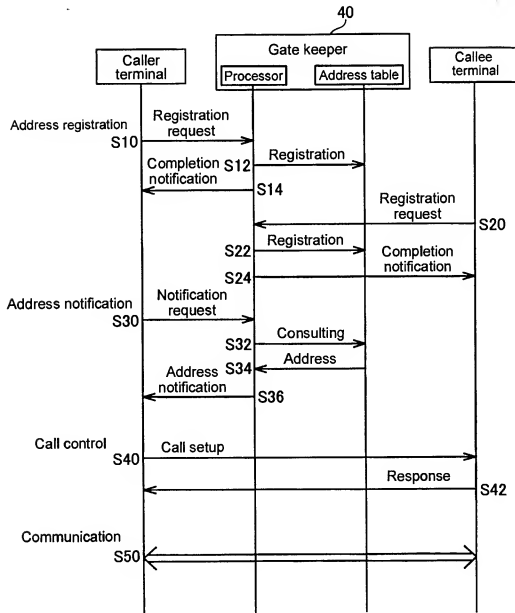 40
Gate keeper
Caller
terminal
Processor
Address table
Callee
terminal
Address registration
Registration
request
S10
S12
Registration
Completion
notification
S14
Registration
request
S20
S22
Registration
S24
Completion
notification
Address notification
Notification
request
S30
S32
Consulting
S34
Address
Address
notification
S36
Call control
Call setup
S40
Response
S42
Communication
S50